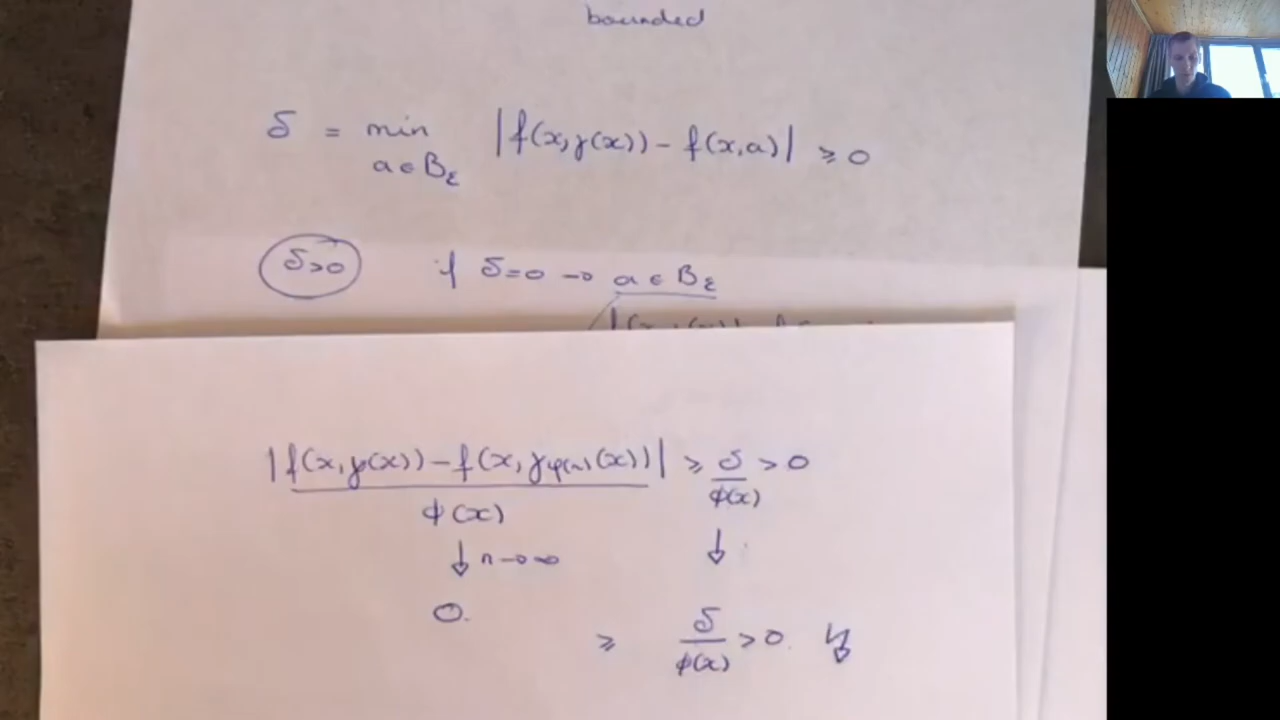 bounded
δ = min |f(x,y(x)) - f(x,a)| ≥ 0
a∈B_ε
δ>0 if δ=0 → a∈B_ε
|f(x,y(x)) - f(x,y_φ(n)(x))| ≥ δ > 0
ϕ(x) ϕ(x)
↓ n→∞ ↓
0.
≥ δ/ϕ(x) > 0. ↯